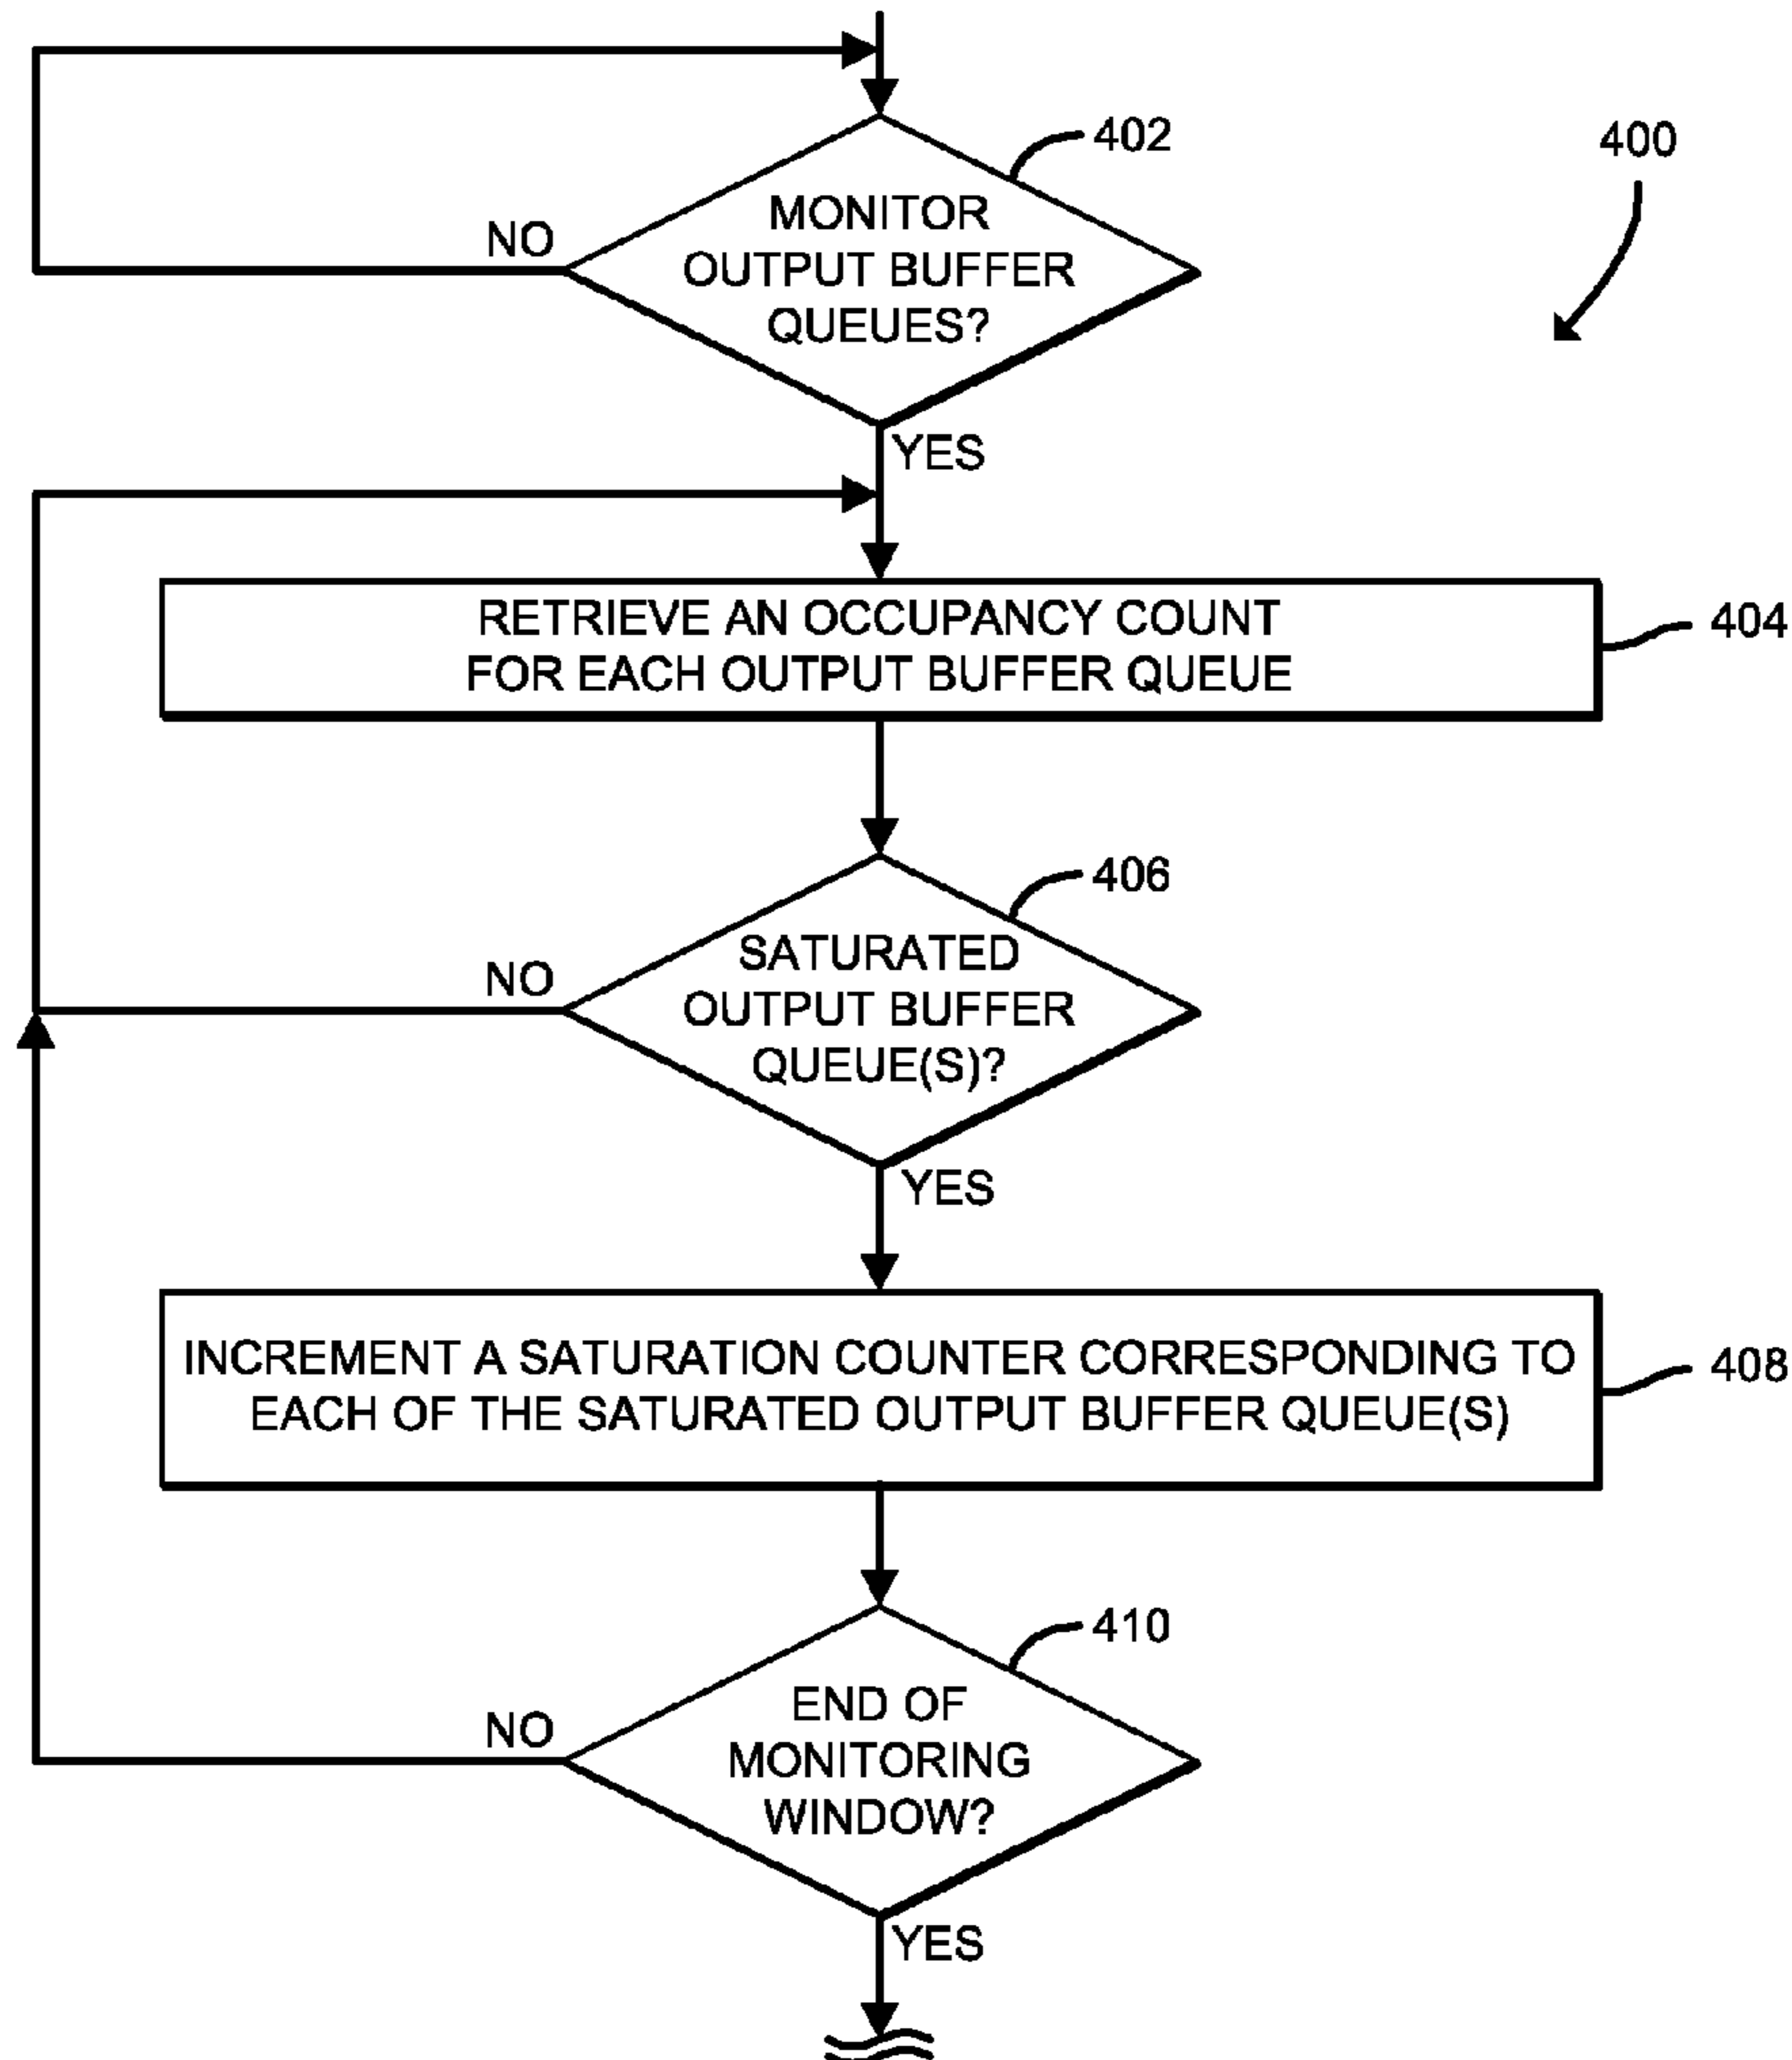 402
400
MONITOR
OUTPUT BUFFER
QUEUES?
NO
YES
RETRIEVE AN OCCUPANCY COUNT
FOR EACH OUTPUT BUFFER QUEUE
404
406
SATURATED
OUTPUT BUFFER
QUEUE(S)?
NO
YES
INCREMENT A SATURATION COUNTER CORRESPONDING TO
EACH OF THE SATURATED OUTPUT BUFFER QUEUE(S)
408
410
END OF
MONITORING
WINDOW?
NO
YES